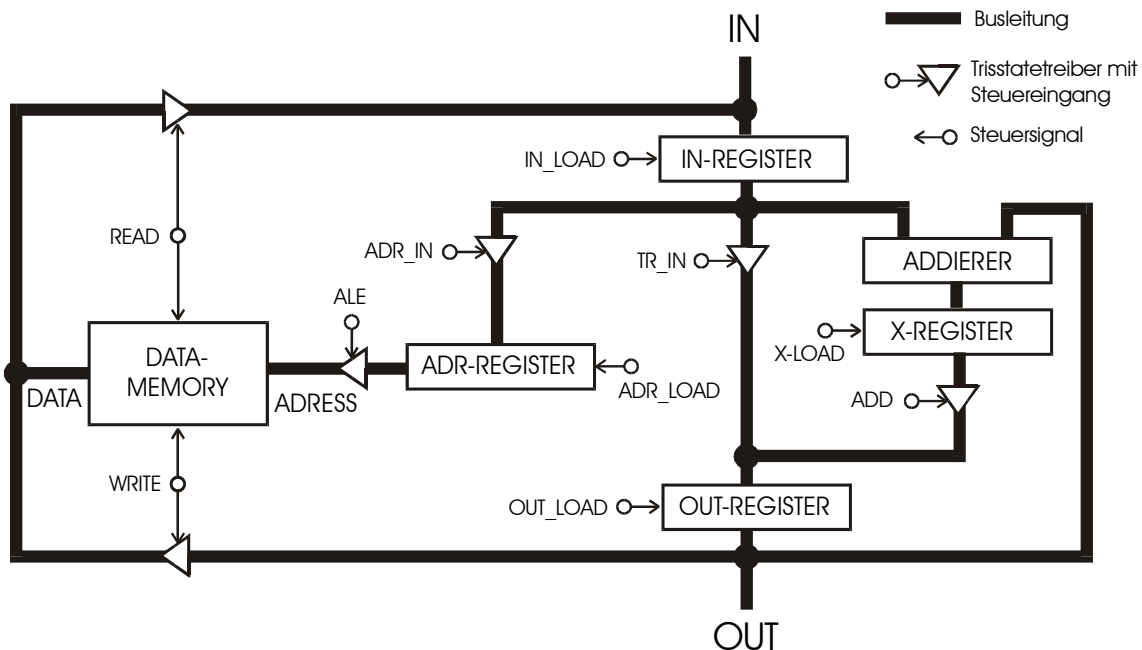 IN
Busleitung
Trisstatetreiber mit
Steuereingang
Steuersignal
IN_LOAD
IN-REGISTER
READ
ADR_IN
TR_IN
ADDIERER
ALE
X-REGISTER
X-LOAD
DATA-
MEMORY
ADR-REGISTER
DATA
ADRESS
ADR_LOAD
ADD
WRITE
OUT_LOAD
OUT-REGISTER
OUT